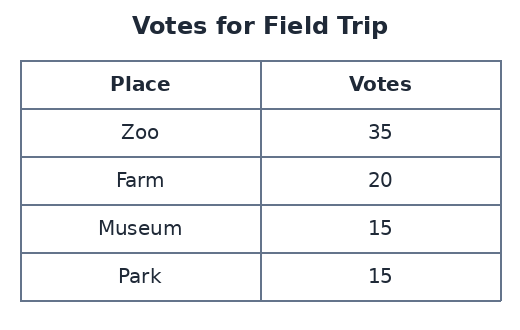 Votes for Field Trip
Place Votes
Zoo 35
Farm 20
Museum 15
Park 15